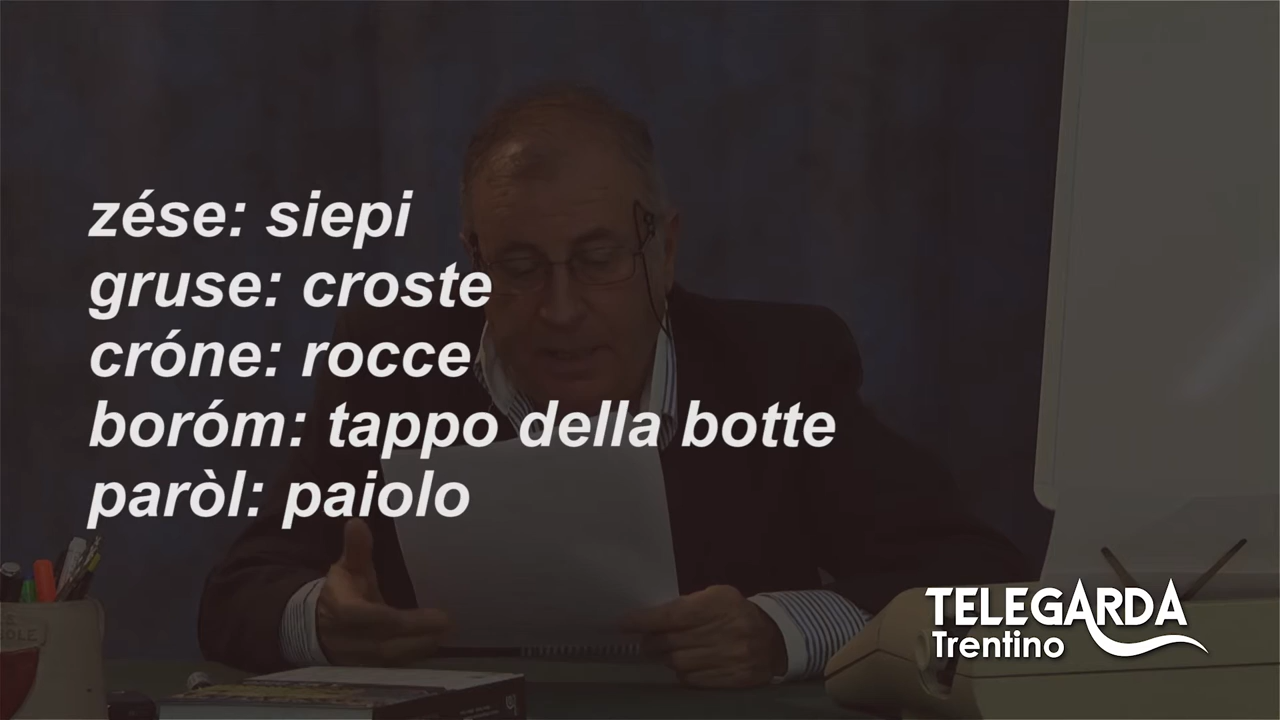 zése: siepi
gruse: croste
cróne: rocce
boróm: tappo della botte
paròl: paiolo
TELEGARDA
Trentino